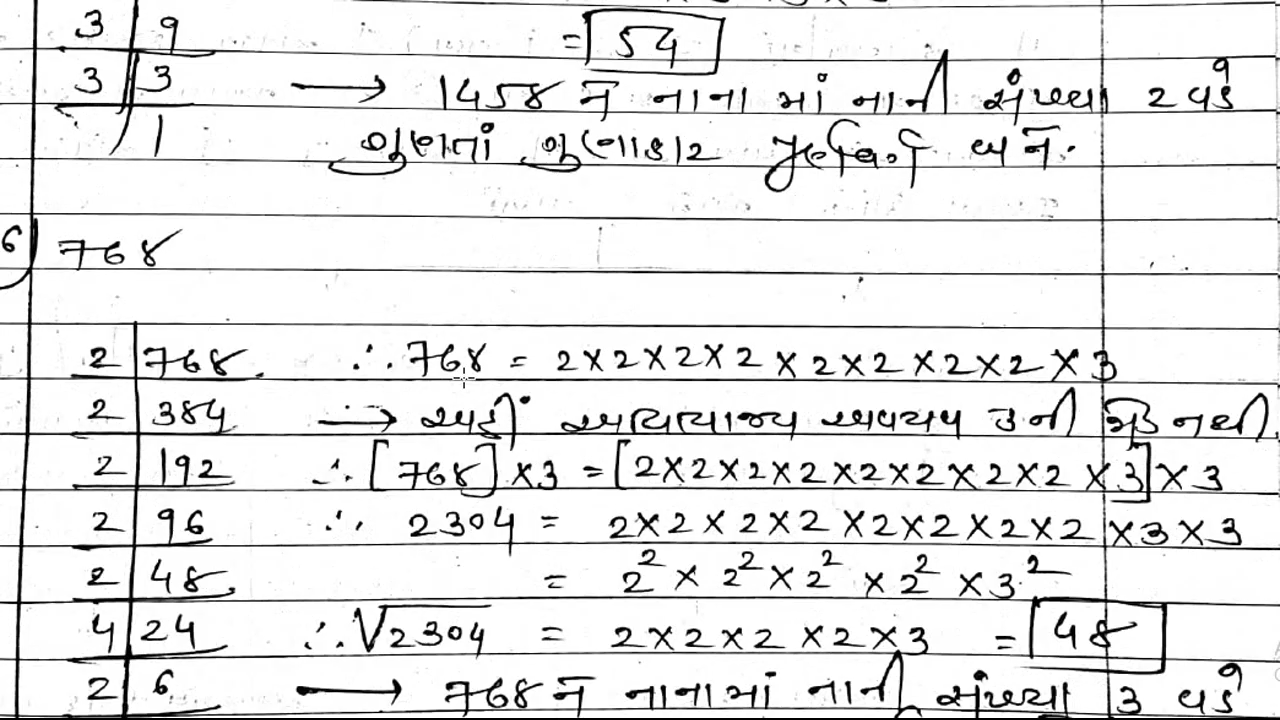 3 | 9
= 54
3 | 3 → 1458 ને નાનામાં નાની સંખ્યા 2 વડે
1 ગુણતાં ગુણાકાર પૂર્ણવર્ગ બને.
6) 768
2 | 768 ∴ 768 = 2×2×2×2×2×2×2×2×3
2 | 384 → અહીં અવિભાજ્ય અવયવ 3ની જોડ નથી.
2 | 192 ∴ [768]×3 = [2×2×2×2×2×2×2×2×3]×3
2 | 96 ∴ 2304 = 2×2×2×2×2×2×2×2×3×3
2 | 48 = 2²×2²×2²×2²×3²
4 | 24 ∴ √2304 = 2×2×2×2×3 = 48
2 | 6 → 768 ને નાનામાં નાની સંખ્યા 3 વડે